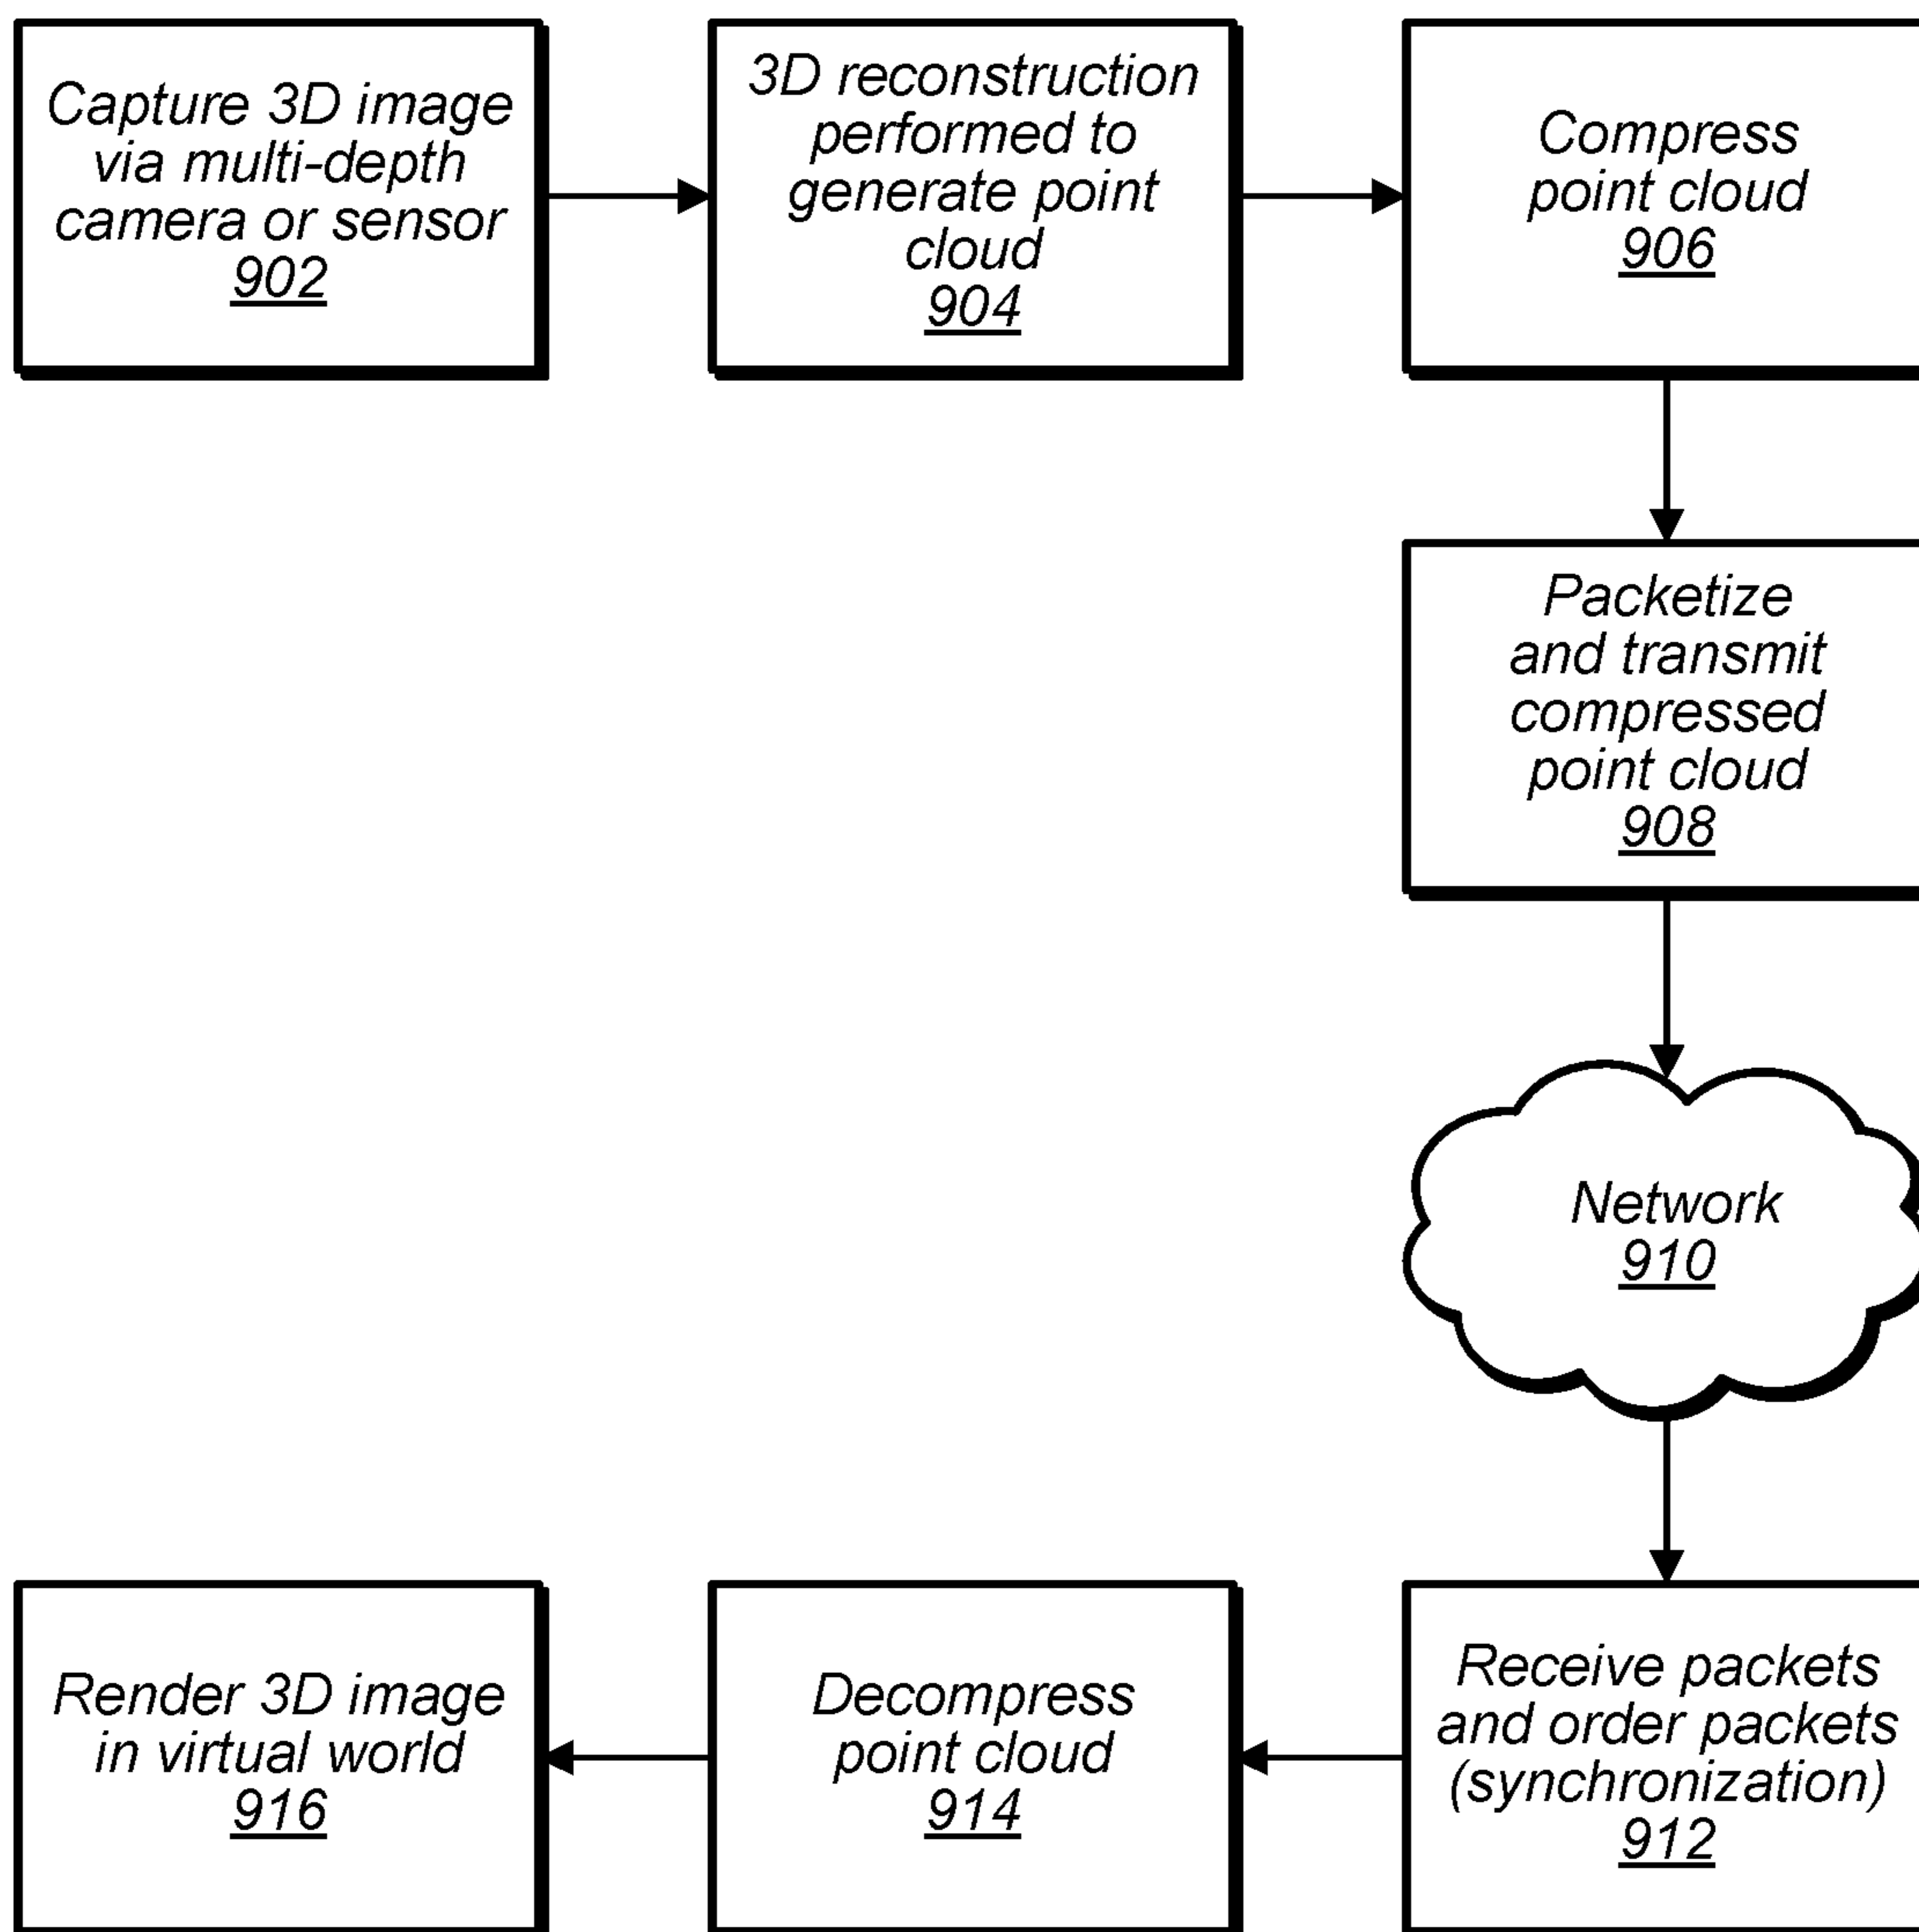 Capture 3D image
via multi-depth
camera or sensor
902
3D reconstruction
performed to
generate point
cloud
904
Compress
point cloud
906
Packetize
and transmit
compressed
point cloud
908
Network
910
Receive packets
and order packets
(synchronization)
912
Decompress
point cloud
914
Render 3D image
in virtual world
916